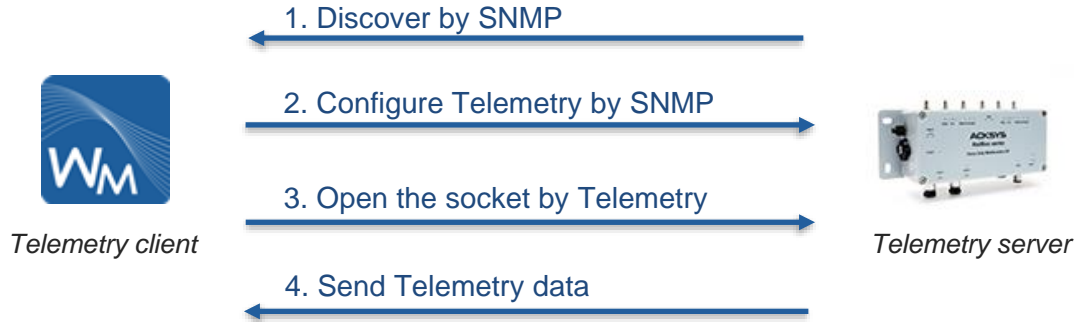 1. Discover by SNMP
2. Configure Telemetry by SNMP
WM
ACKSYS
3. Open the socket by Telemetry
Telemetry client
Telemetry server
4. Send Telemetry data